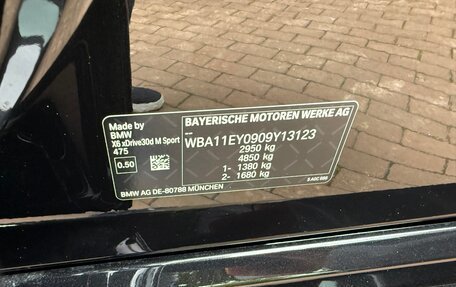 Made by
BMW
X6 xDrive30d M Sport
475
0.50
BMW AG DE-80788 MÜNCHEN
BAYERISCHE MOTOREN WERKE AG
--
WBA11EY0909Y13123
2950 kg
4850 kg
1- 1380 kg
2- 1680 kg